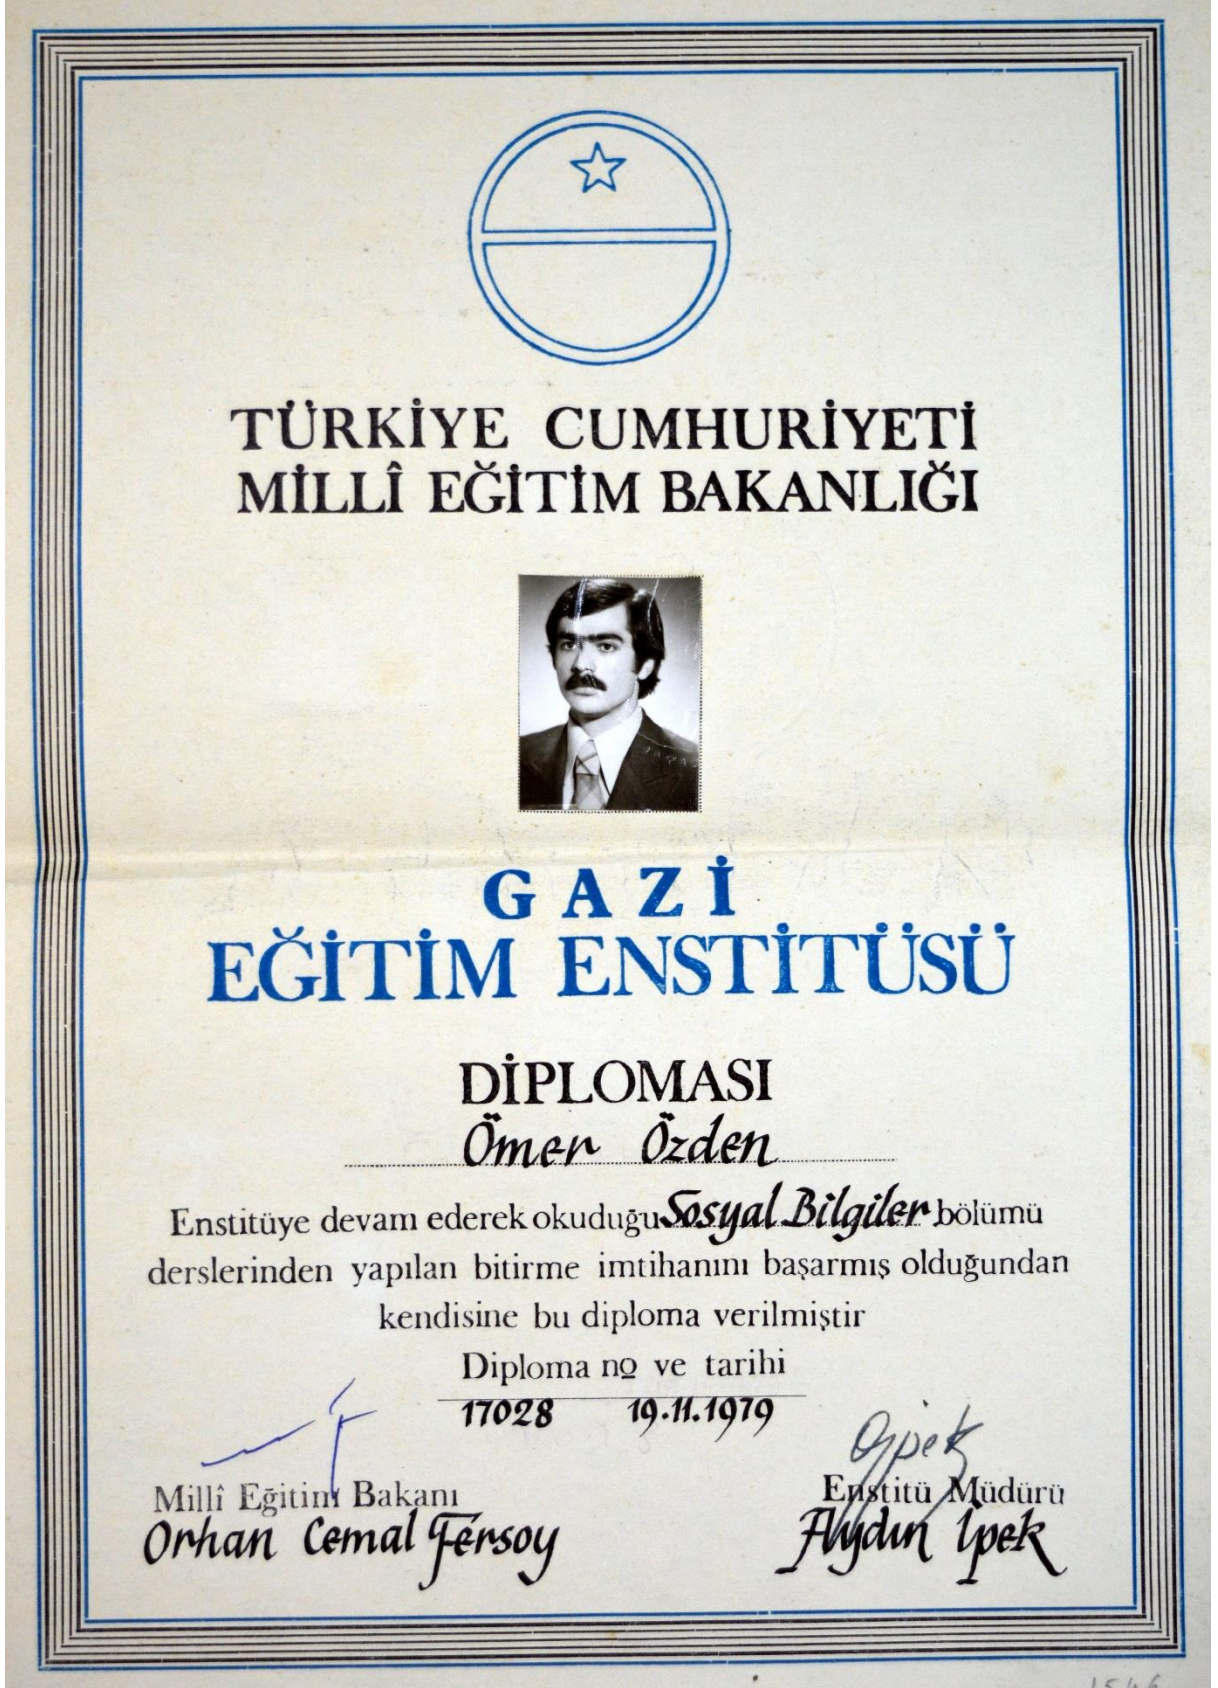 TÜRKİYE CUMHURİYETİ
MİLLÎ EĞİTİM BAKANLIĞI
GAZİ
EĞİTİM ENSTİTÜSÜ
DİPLOMASI
Ömer Özden
Enstitüye devam ederek okuduğu Sosyal Bilgiler bölümü
derslerinden yapılan bitirme imtihanını başarmış olduğundan
kendisine bu diploma verilmiştir
Diploma no ve tarihi
17028 19.11.1979
Oipek
Millî Eğitim Bakanı
Enstitü Müdürü
Orhan Cemal Fersoy
Aydın İpek